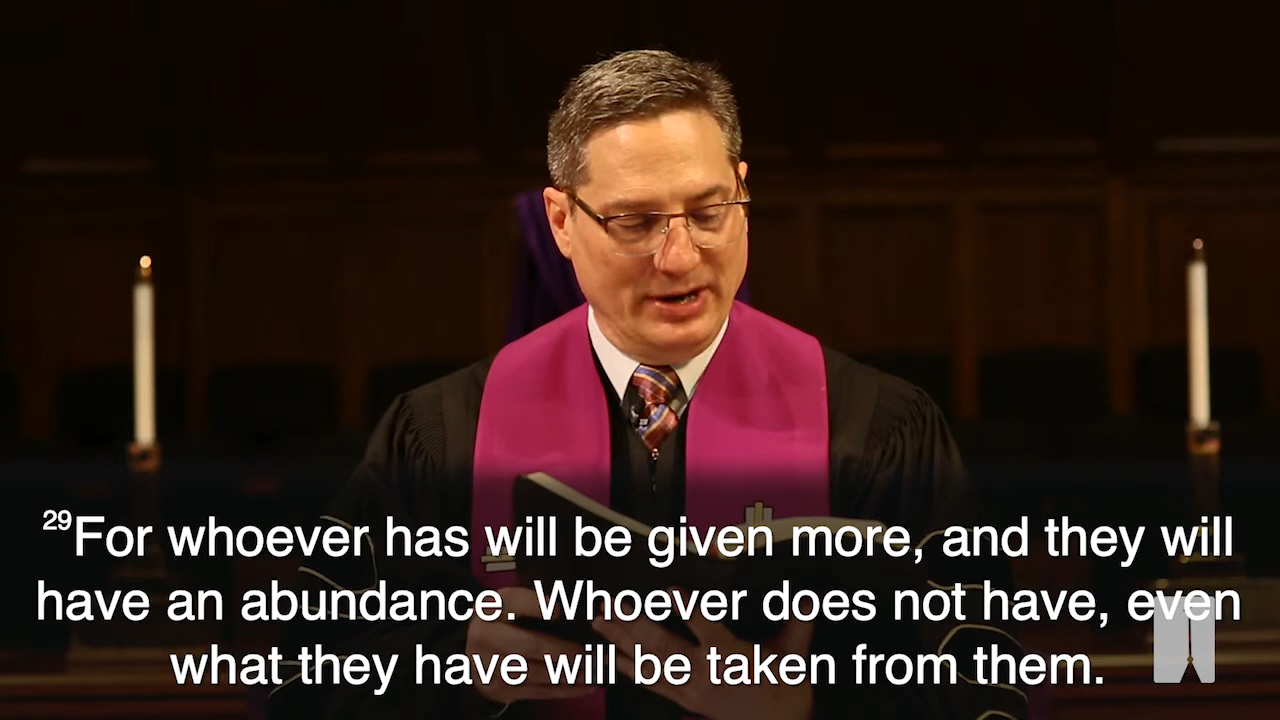 ²⁹For whoever has will be given more, and they will
have an abundance. Whoever does not have, even
what they have will be taken from them.